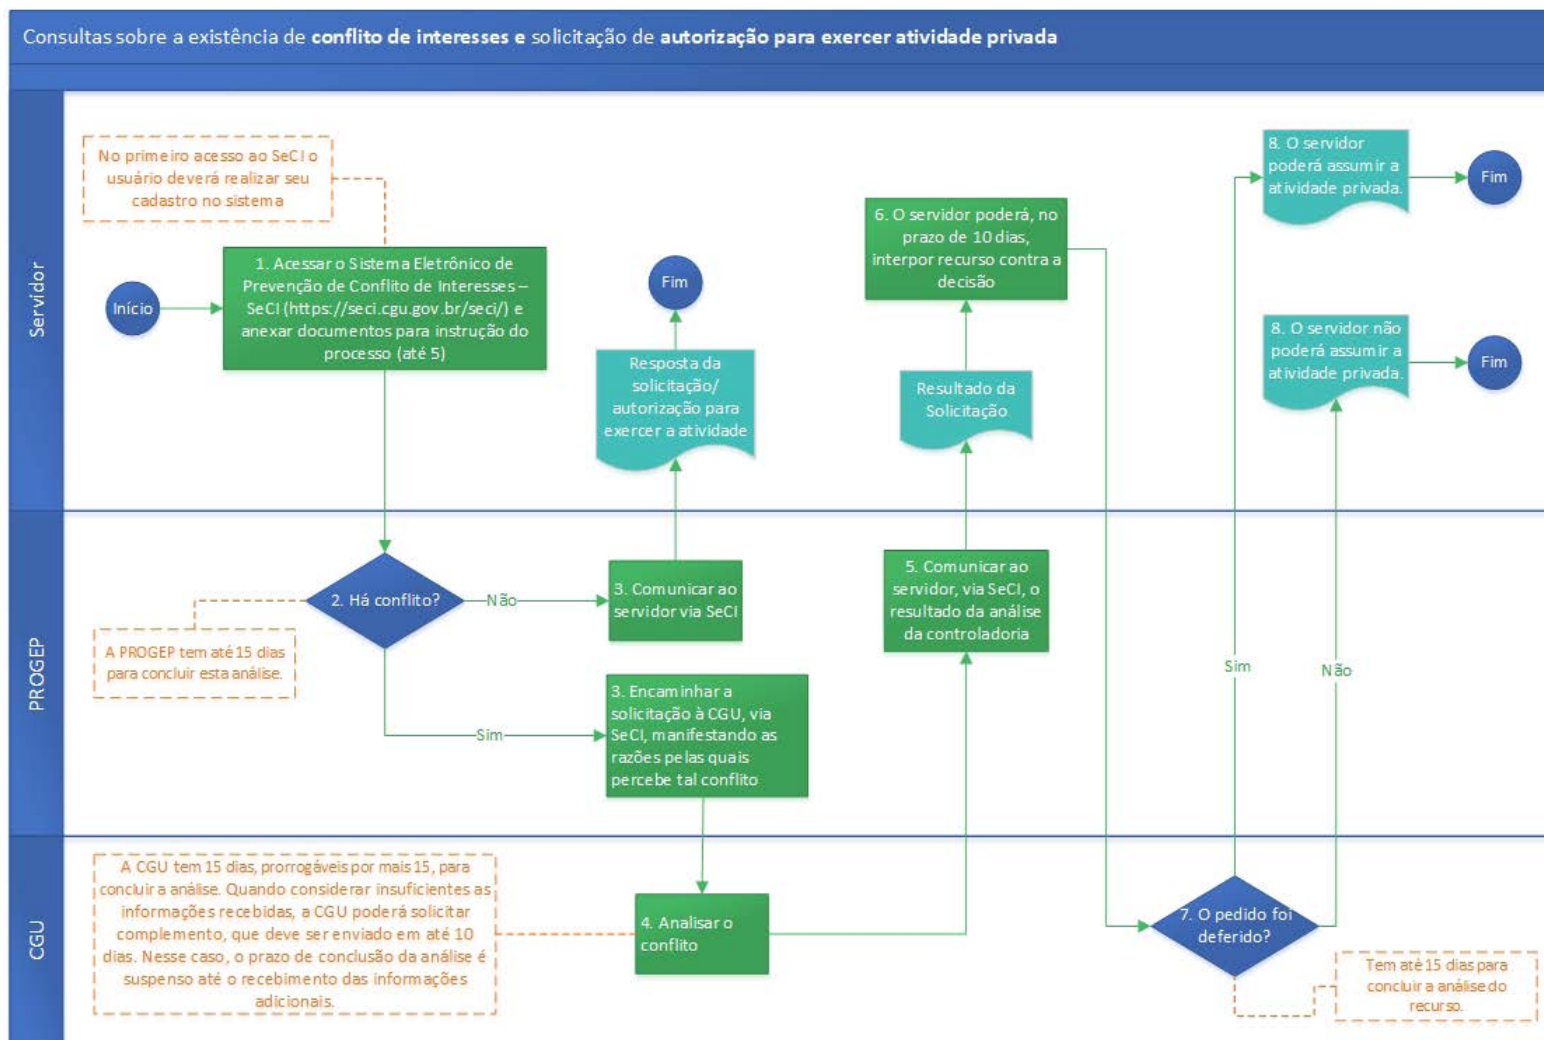 Consultas sobre a existência de conflito de interesses e solicitação de autorização para exercer atividade privada
Servidor
No primeiro acesso ao SeCI o
usuário deverá realizar seu
cadastro no sistema
Início
1. Acessar o Sistema Eletrônico de
Prevenção de Conflito de Interesses –
SeCI (https://seci.cgu.gov.br/seci/) e
anexar documentos para instrução do
processo (até 5)
Fim
Resposta da
solicitação/
autorização para
exercer a atividade
6. O servidor poderá, no
prazo de 10 dias,
interpor recurso contra a
decisão
Resultado da
Solicitação
8. O servidor
poderá assumir a
atividade privada.
Fim
8. O servidor não
poderá assumir a
atividade privada.
Fim
PROGEP
2. Há conflito?
Não
A PROGEP tem até 15 dias
para concluir esta análise.
Sim
3. Comunicar ao
servidor via SeCI
3. Encaminhar a
solicitação à CGU, via
SeCI, manifestando as
razões pelas quais
percebe tal conflito
5. Comunicar ao
servidor, via SeCI, o
resultado da análise
da controladoria
Sim
Não
CGU
A CGU tem 15 dias, prorrogáveis por mais 15, para
concluir a análise. Quando considerar insuficientes as
informações recebidas, a CGU poderá solicitar
complemento, que deve ser enviado em até 10
dias. Nesse caso, o prazo de conclusão da análise é
suspenso até o recebimento das informações
adicionais.
4. Analisar o
conflito
7. O pedido foi
deferido?
Tem até 15 dias para
concluir a análise do
recurso.